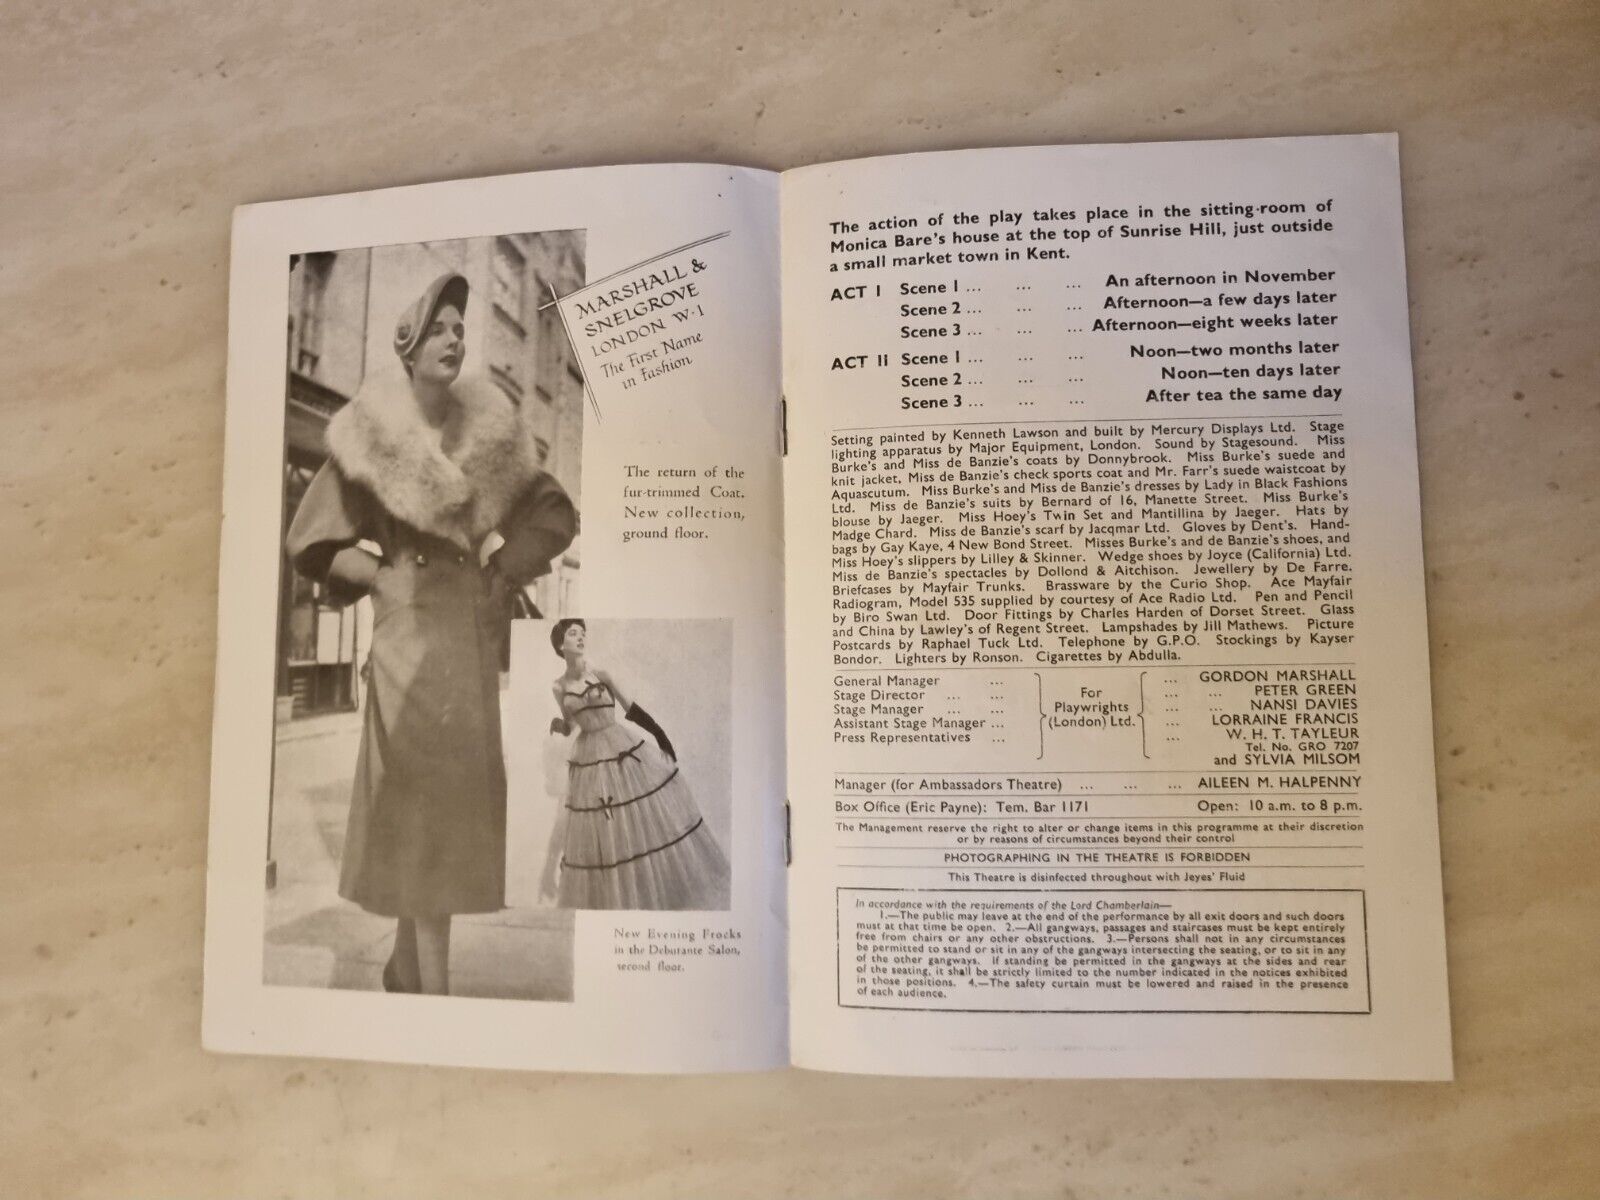 MARSHALL &
SNELGROVE
LONDON W·1
The First Name
in Fashion
The return of the
fur-trimmed Coat.
New collection,
ground floor.
New Evening Frocks
in the Debutante Salon,
second floor.
The action of the play takes place in the sitting-room of
Monica Bare's house at the top of Sunrise Hill, just outside
a small market town in Kent.
ACT I Scene 1 ... ... ... An afternoon in November
Scene 2 ... ... ... Afternoon—a few days later
Scene 3 ... ... ... Afternoon—eight weeks later
ACT II Scene 1 ... ... ... Noon—two months later
Scene 2 ... ... ... Noon—ten days later
Scene 3 ... ... ... After tea the same day
Setting painted by Kenneth Lawson and built by Mercury Displays Ltd. Stage
lighting apparatus by Major Equipment, London. Sound by Stagesound. Miss
Burke's and Miss de Banzie's coats by Donnybrook. Miss Burke's suede and
knit jacket, Miss de Banzie's check sports coat and Mr. Farr's suede waistcoat by
Aquascutum. Miss Burke's and Miss de Banzie's dresses by Lady in Black Fashions
Ltd. Miss de Banzie's suits by Bernard of 16, Manette Street. Miss Burke's
blouse by Jaeger. Miss Hoey's Twin Set and Mantillina by Jaeger. Hats by
Madge Chard. Miss de Banzie's scarf by Jacqmar Ltd. Gloves by Dent's. Hand-
bags by Gay Kaye, 4 New Bond Street. Misses Burke's and de Banzie's shoes, and
Miss Hoey's slippers by Lilley & Skinner. Wedge shoes by Joyce (California) Ltd.
Miss de Banzie's spectacles by Dollond & Aitchison. Jewellery by De Farre.
Briefcases by Mayfair Trunks. Brassware by the Curio Shop. Ace Mayfair
Radiogram, Model 535 supplied by courtesy of Ace Radio Ltd. Pen and Pencil
by Biro Swan Ltd. Door Fittings by Charles Harden of Dorset Street. Glass
and China by Lawley's of Regent Street. Lampshades by Jill Mathews. Picture
Postcards by Raphael Tuck Ltd. Telephone by G.P.O. Stockings by Kayser
Bondor. Lighters by Ronson. Cigarettes by Abdulla.
General Manager ... ... GORDON MARSHALL
Stage Director ... ... For ... ... PETER GREEN
Stage Manager ... ... Playwrights ... ... NANSI DAVIES
Assistant Stage Manager ... (London) Ltd. ... LORRAINE FRANCIS
Press Representatives ... ... W. H. T. TAYLEUR
Tel. No. GRO 7207
and SYLVIA MILSOM
Manager (for Ambassadors Theatre) ... ... ... AILEEN M. HALPENNY
Box Office (Eric Payne): Tem. Bar 1171 Open: 10 a.m. to 8 p.m.
The Management reserve the right to alter or change items in this programme at their discretion
or by reasons of circumstances beyond their control
PHOTOGRAPHING IN THE THEATRE IS FORBIDDEN
This Theatre is disinfected throughout with Jeyes' Fluid
In accordance with the requirements of the Lord Chamberlain—
1.—The public may leave at the end of the performance by all exit doors and such doors
must at that time be open. 2.—All gangways, passages and staircases must be kept entirely
free from chairs or any other obstructions. 3.—Persons shall not in any circumstances
be permitted to stand or sit in any of the gangways intersecting the seating, or to sit in any
of the other gangways. If standing be permitted in the gangways at the sides and rear
of the seating, it shall be strictly limited to the number indicated in the notices exhibited
in those positions. 4.—The safety curtain must be lowered and raised in the presence
of each audience.